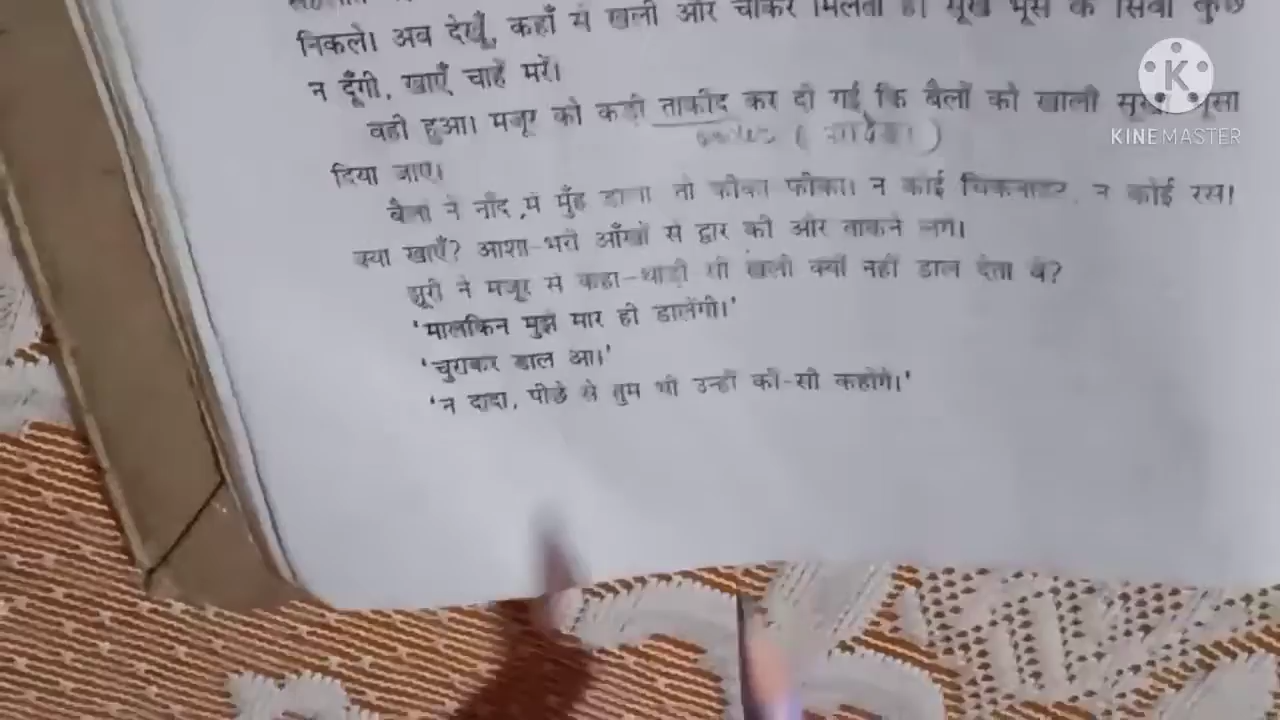 निकले। अब देखूँ, कहाँ से खली और चोकर मिलता है। सूखे भूसे के सिवा कुछ
न दूँगी, खाएँ चाहे मरें।
वही हुआ। मजूर को कड़ी ताकीद कर दी गई कि बैलों को खाली सूखा भूसा
दिया जाए।
बैलों ने नाँद में मुँह डाला तो फीका फीका। न कोई चिकनाहट, न कोई रस।
क्या खाएँ? आशा-भरी आँखों से द्वार की ओर ताकने लगे।
झूरी ने मजूर से कहा-थोड़ी सी खली क्यों नहीं डाल देता बे?
'मालकिन मुझे मार ही डालेंगी।'
'चुराकर डाल आ।'
'न दादा, पीछे से तुम भी उन्हीं की-सी कहोगे।'
KINEMASTER